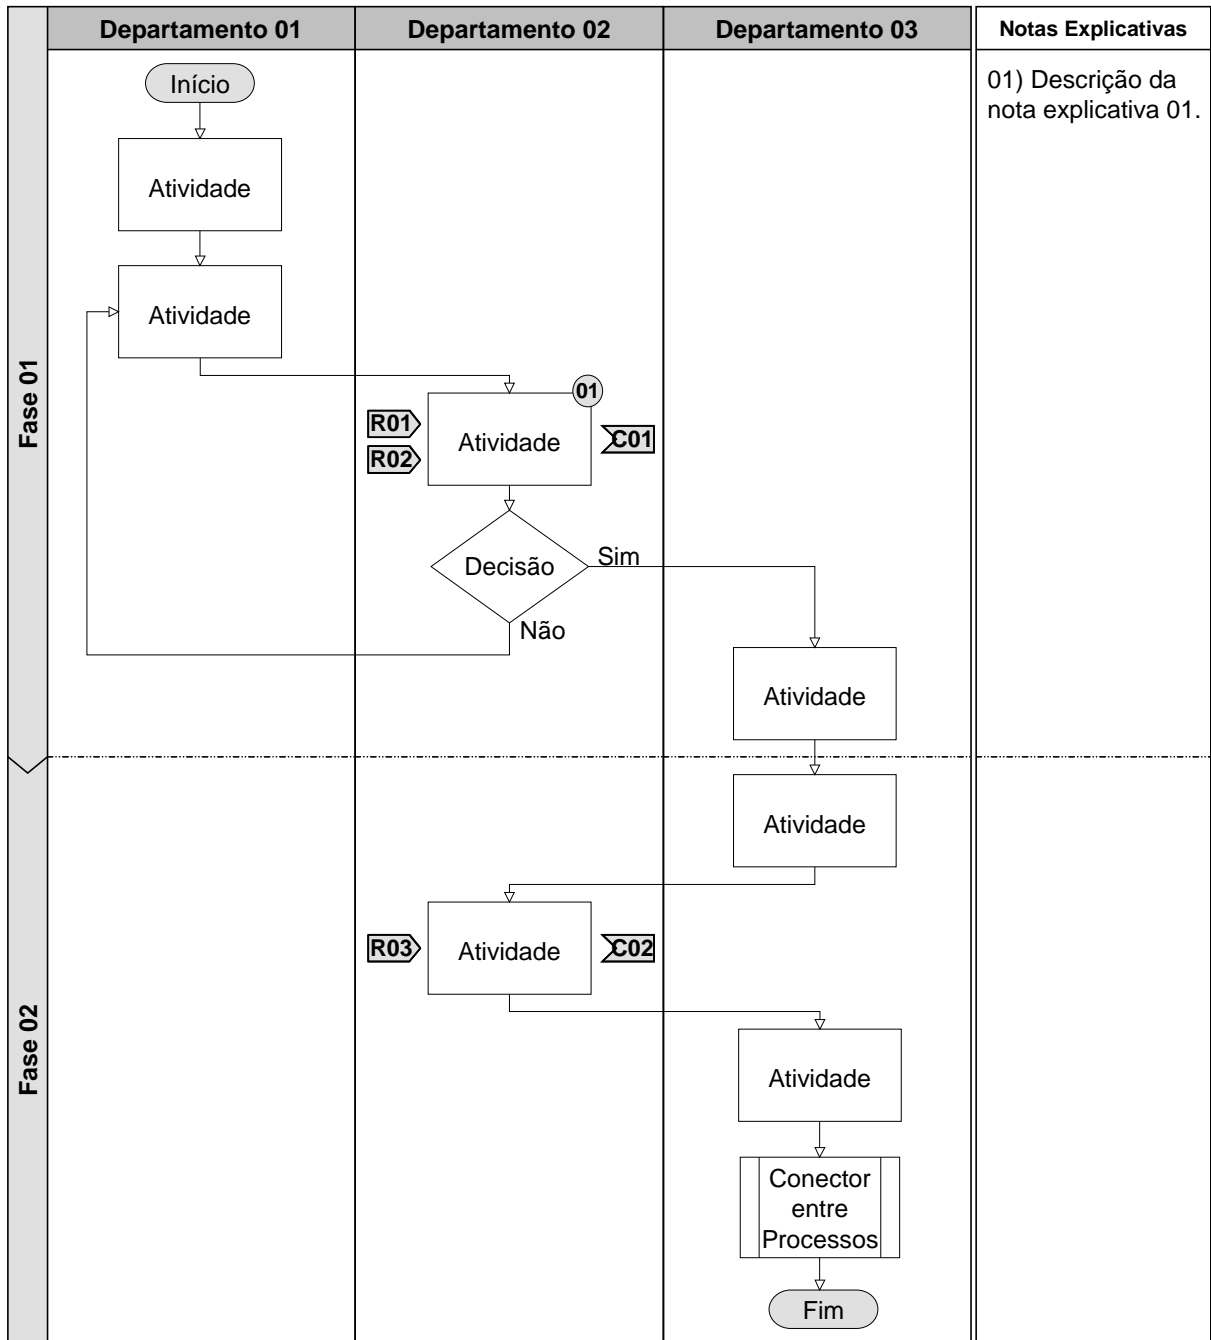 Departamento 01
Departamento 02
Departamento 03
Notas Explicativas
Fase 01
Início
01) Descrição da
nota explicativa 01.
Atividade
Atividade
01
R01
R02
Atividade
C01
Decisão
Sim
Não
Atividade
Fase 02
Atividade
R03
Atividade
C02
Atividade
Conector
entre
Processos
Fim